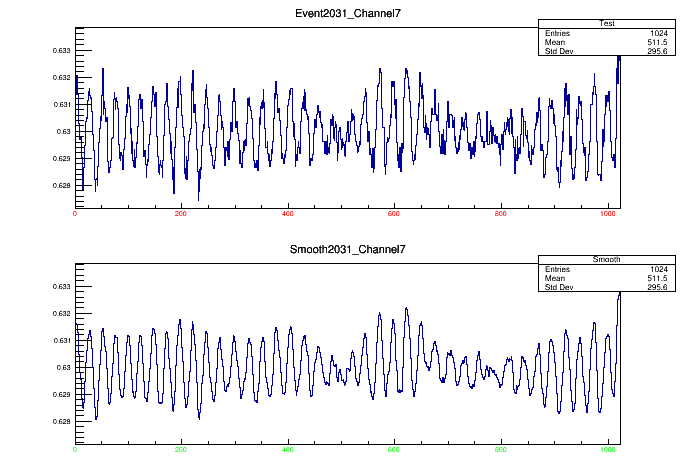 Event2031_Channel7
Test
Entries 1024
Mean 511.5
Std Dev 295.6
0.633
0.632
0.631
0.63
0.629
0.628
0 200 400 600 800 1000
Smooth2031_Channel7
Smooth
Entries 1024
Mean 511.5
Std Dev 295.6
0.633
0.632
0.631
0.63
0.629
0.628
0 200 400 600 800 1000